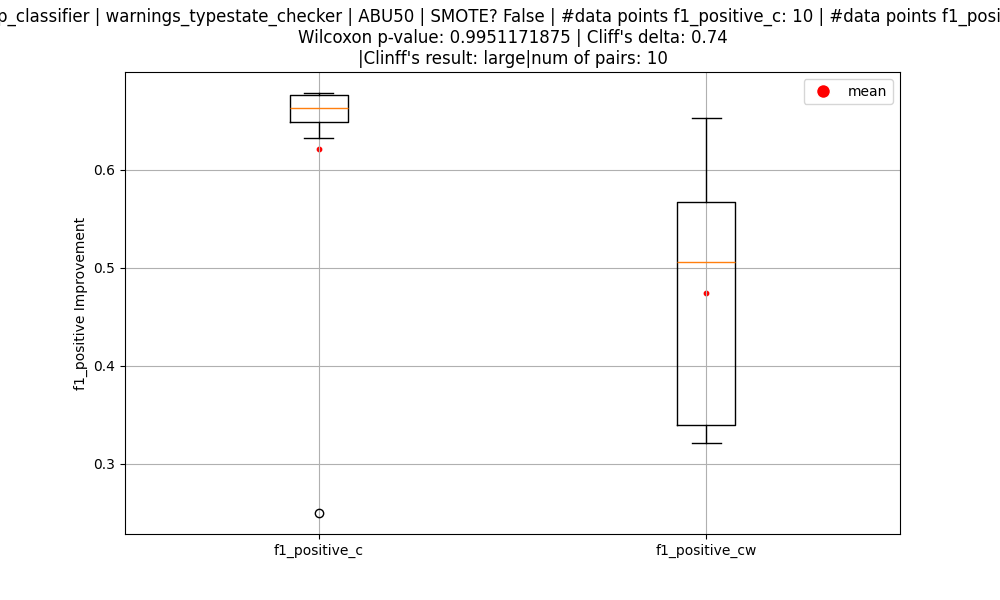 _classifier | warnings_typestate_checker | ABU50 | SMOTE? False | #data points f1_positive_c: 10 | #data points f1_posi
Wilcoxon p-value: 0.9951171875 | Cliff's delta: 0.74
|Clinff's result: large|num of pairs: 10
mean
f1_positive Improvement
0.6
0.5
0.4
0.3
f1_positive_c
f1_positive_cw